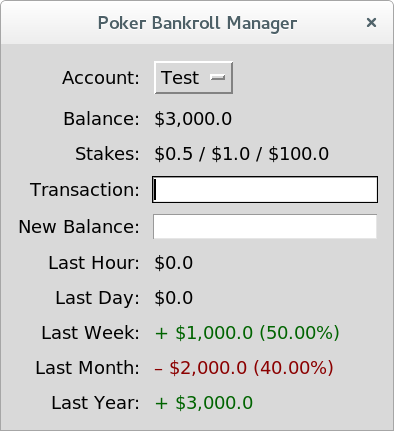 Poker Bankroll Manager ×
Account: Test
Balance: $3,000.0
Stakes: $0.5 / $1.0 / $100.0
Transaction:
New Balance:
Last Hour: $0.0
Last Day: $0.0
Last Week: + $1,000.0 (50.00%)
Last Month: – $2,000.0 (40.00%)
Last Year: + $3,000.0